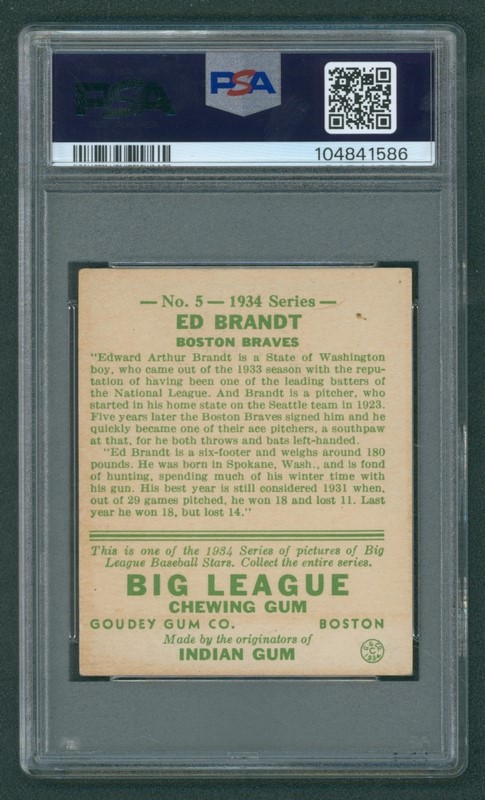 PSA
PSA
104841586
— No. 5 — 1934 Series —
ED BRANDT
BOSTON BRAVES
"Edward Arthur Brandt is a State of Washington
boy, who came out of the 1933 season with the repu-
tation of having been one of the leading batters of
the National League. And Brandt is a pitcher, who
started in his home state on the Seattle team in 1923.
Five years later the Boston Braves signed him and he
quickly became one of their ace pitchers, a southpaw
at that, for he both throws and bats left-handed.
"Ed Brandt is a six-footer and weighs around 180
pounds. He was born in Spokane, Wash., and is fond
of hunting, spending much of his winter time with
his gun. His best year is still considered 1931 when,
out of 29 games pitched, he won 18 and lost 11. Last
year he won 18, but lost 14."
This is one of the 1934 Series of pictures of Big
League Baseball Stars. Collect the entire series.
BIG LEAGUE
CHEWING GUM
GOUDEY GUM CO. BOSTON
Made by the originators of
INDIAN GUM